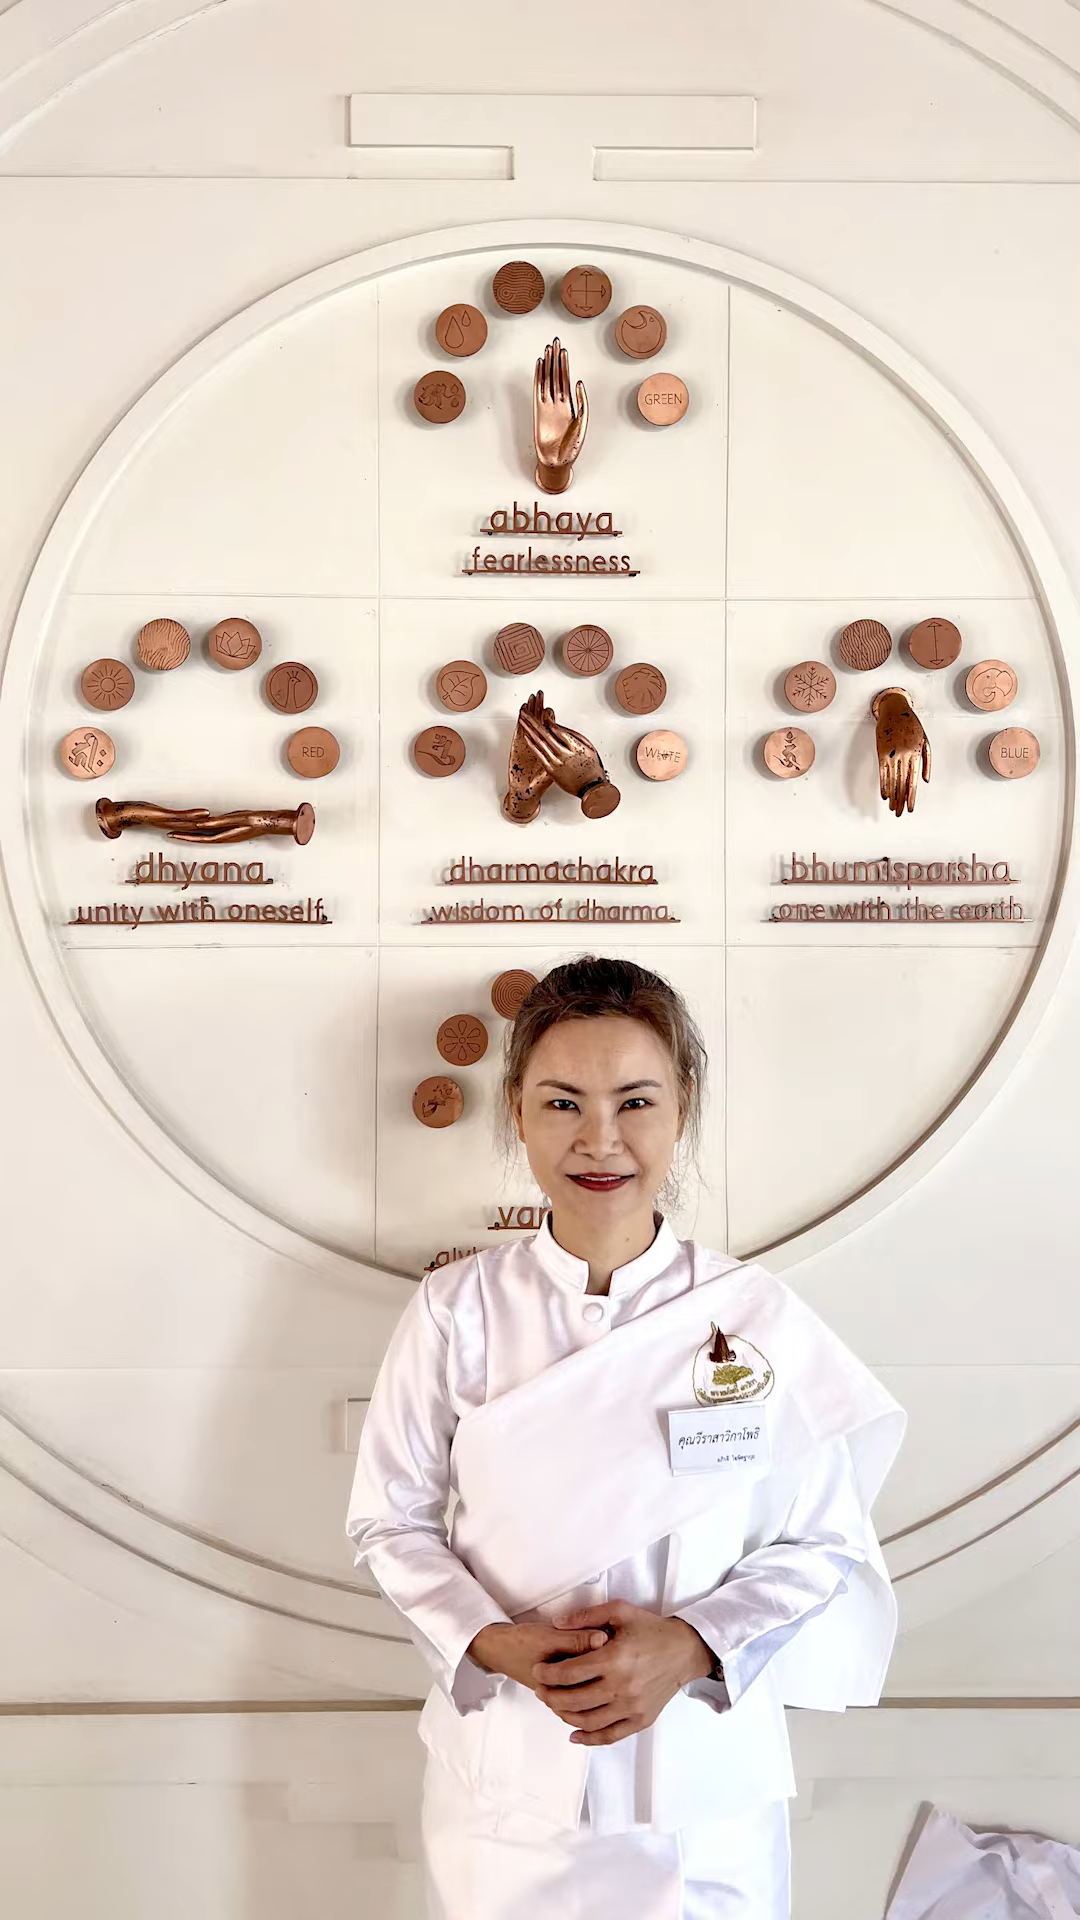 GREEN
abhaya
fearlessness
RED
WHITE
BLUE
dhyana
dharmachakra
bhumisparsha
unity with oneself
wisdom of dharma
one with the earth
คุณวีราสาวิกาโพธิ